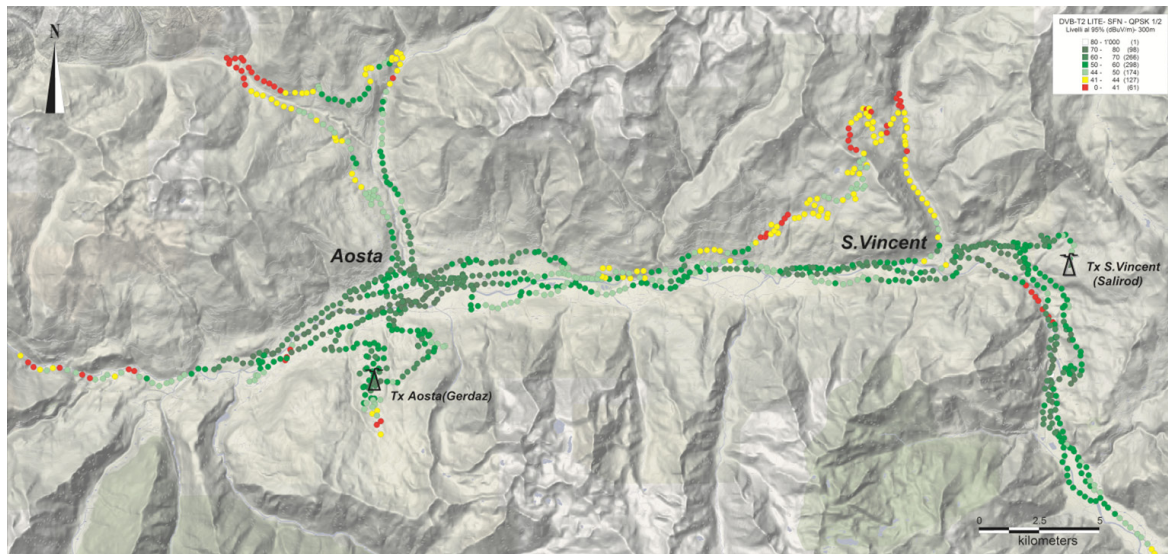 N
DVB-T2 LITE- SFN - QPSK 1/2
Livelli al 95% (dBuV/m)- 300m
80 - 1'000 (1)
70 - 80 (98)
60 - 70 (266)
50 - 60 (298)
44 - 50 (174)
41 - 44 (127)
0 - 41 (61)
Aosta
S.Vincent
Tx S.Vincent
(Salirod)
Tx Aosta(Gerdaz)
0 2.5 5
kilometers